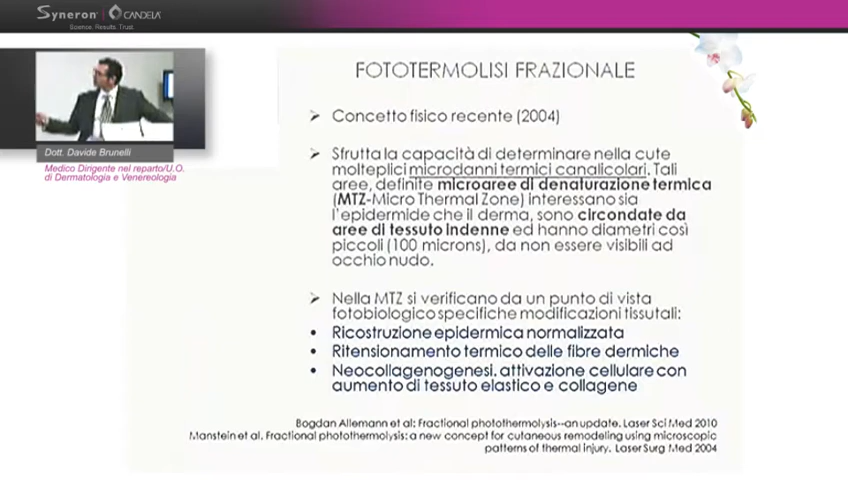 Syneron
CANDELA
Science. Results. Trust.
Dott. Davide Brunelli
Medico Dirigente nel reparto/U.O.
di Dermatologia e Venereologia
FOTOTERMOLISI FRAZIONALE
➢ Concetto fisico recente (2004)
➢ Sfrutta la capacità di determinare nella cute
molteplici microdanni termici canalicolari. Tali
aree, definite microaree di denaturazione termica
(MTZ-Micro Thermal Zone) interessano sia
l'epidermide che il derma, sono circondate da
aree di tessuto indenne ed hanno diametri così
piccoli (100 microns), da non essere visibili ad
occhio nudo.
➢ Nella MTZ si verificano da un punto di vista
fotobiologico specifiche modificazioni tissutali:
• Ricostruzione epidermica normalizzata
• Ritensionamento termico delle fibre dermiche
• Neocollagenogenesi, attivazione cellulare con
aumento di tessuto elastico e collagene
Bogdan Allemann et al: Fractional photothermolysis--an update. Laser Sci Med 2010
Manstein et al. Fractional photothermolysis: a new concept for cutaneous remodeling using microscopic
patterns of thermal injury. Laser Surg Med 2004